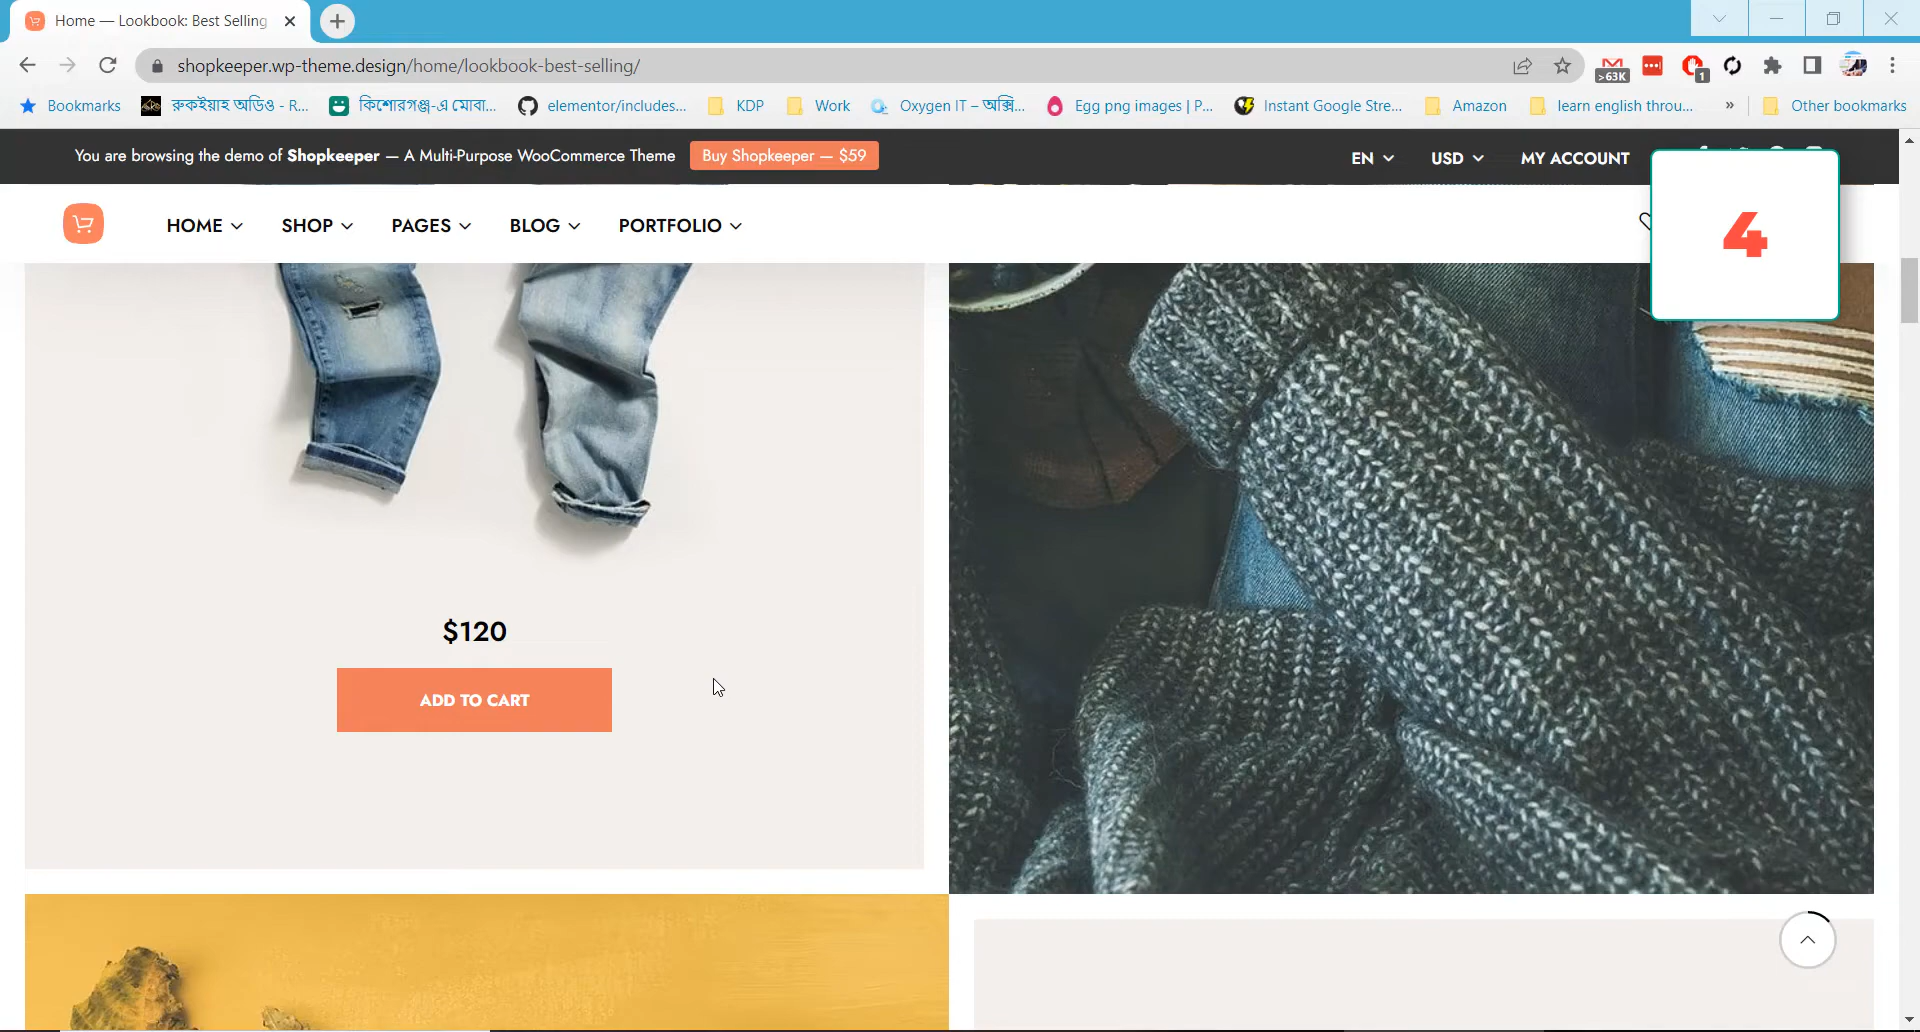 Home — Lookbook: Best Selling
shopkeeper.wp-theme.design/home/lookbook-best-selling/
>63K
1
Bookmarks
রুকইয়াহ অডিও - R...
কিশোরগঞ্জ-এ মোবা...
elementor/includes...
KDP
Work
Oxygen IT – অক্সি...
Egg png images | P...
Instant Google Stre...
Amazon
learn english throu...
»
Other bookmarks
You are browsing the demo of Shopkeeper — A Multi-Purpose WooCommerce Theme
Buy Shopkeeper — $59
EN
USD
MY ACCOUNT
HOME
SHOP
PAGES
BLOG
PORTFOLIO
4
$120
ADD TO CART